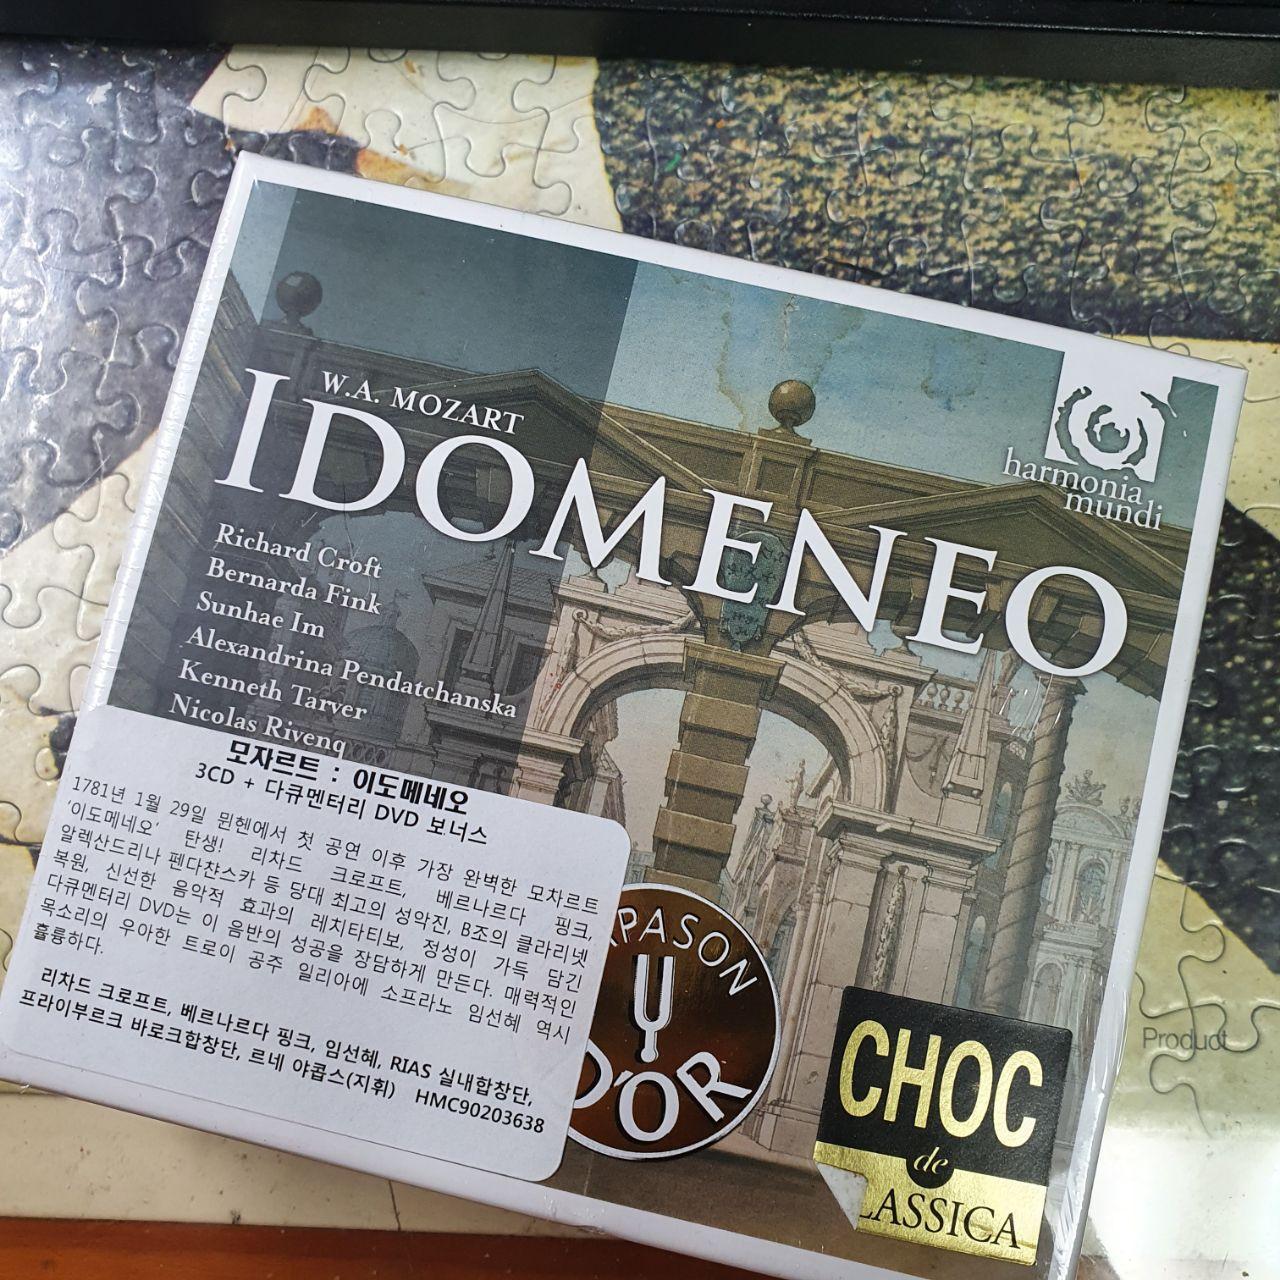 W.A. MOZART
IDOMENEO
harmonia
mundi
Richard Croft
Bernarda Fink
Sunhae Im
Alexandrina Pendatchanska
Kenneth Tarver
Nicolas Rivenq
모자르트 : 이도메네오
3CD + 다큐멘터리 DVD 보너스
1781년 1월 29일 뮌헨에서 첫 공연 이후 가장 완벽한 모차르트
‘이도메네오’ 탄생! 리차드 크로프트, 베르나르다 핑크,
알렉산드리나 펜다챤스카 등 당대 최고의 성악진, B조의 클라리넷
복원, 신선한 음악적 효과의 레치타티보, 정성이 가득 담긴
다큐멘터리 DVD는 이 음반의 성공을 장담하게 만든다. 매력적인
목소리의 우아한 트로이 공주 일리아에 소프라노 임선혜 역시
훌륭하다.
리차드 크로프트, 베르나르다 핑크, 임선혜, RIAS 실내합창단,
프라이부르크 바로크합창단, 르네 야콥스(지휘) HMC90203638
APASON
D'OR
CHOC
de
LASSICA
Product